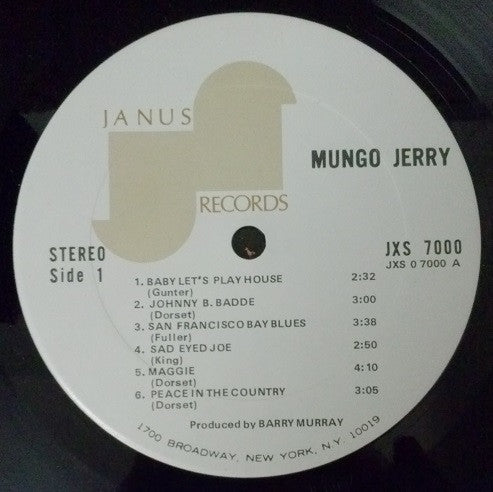 JANUS
RECORDS
MUNGO JERRY
STEREO
Side 1
JXS 7000
JXS 0 7000 A
1. BABY LET'S PLAY HOUSE 2:32
(Gunter)
2. JOHNNY B. BADDE 3:00
(Dorset)
3. SAN FRANCISCO BAY BLUES 3:38
(Fuller)
4. SAD EYED JOE 2:50
(King)
5. MAGGIE 4:10
(Dorset)
6. PEACE IN THE COUNTRY 3:05
(Dorset)
Produced by BARRY MURRAY
1700 BROADWAY, NEW YORK, N.Y. 10019